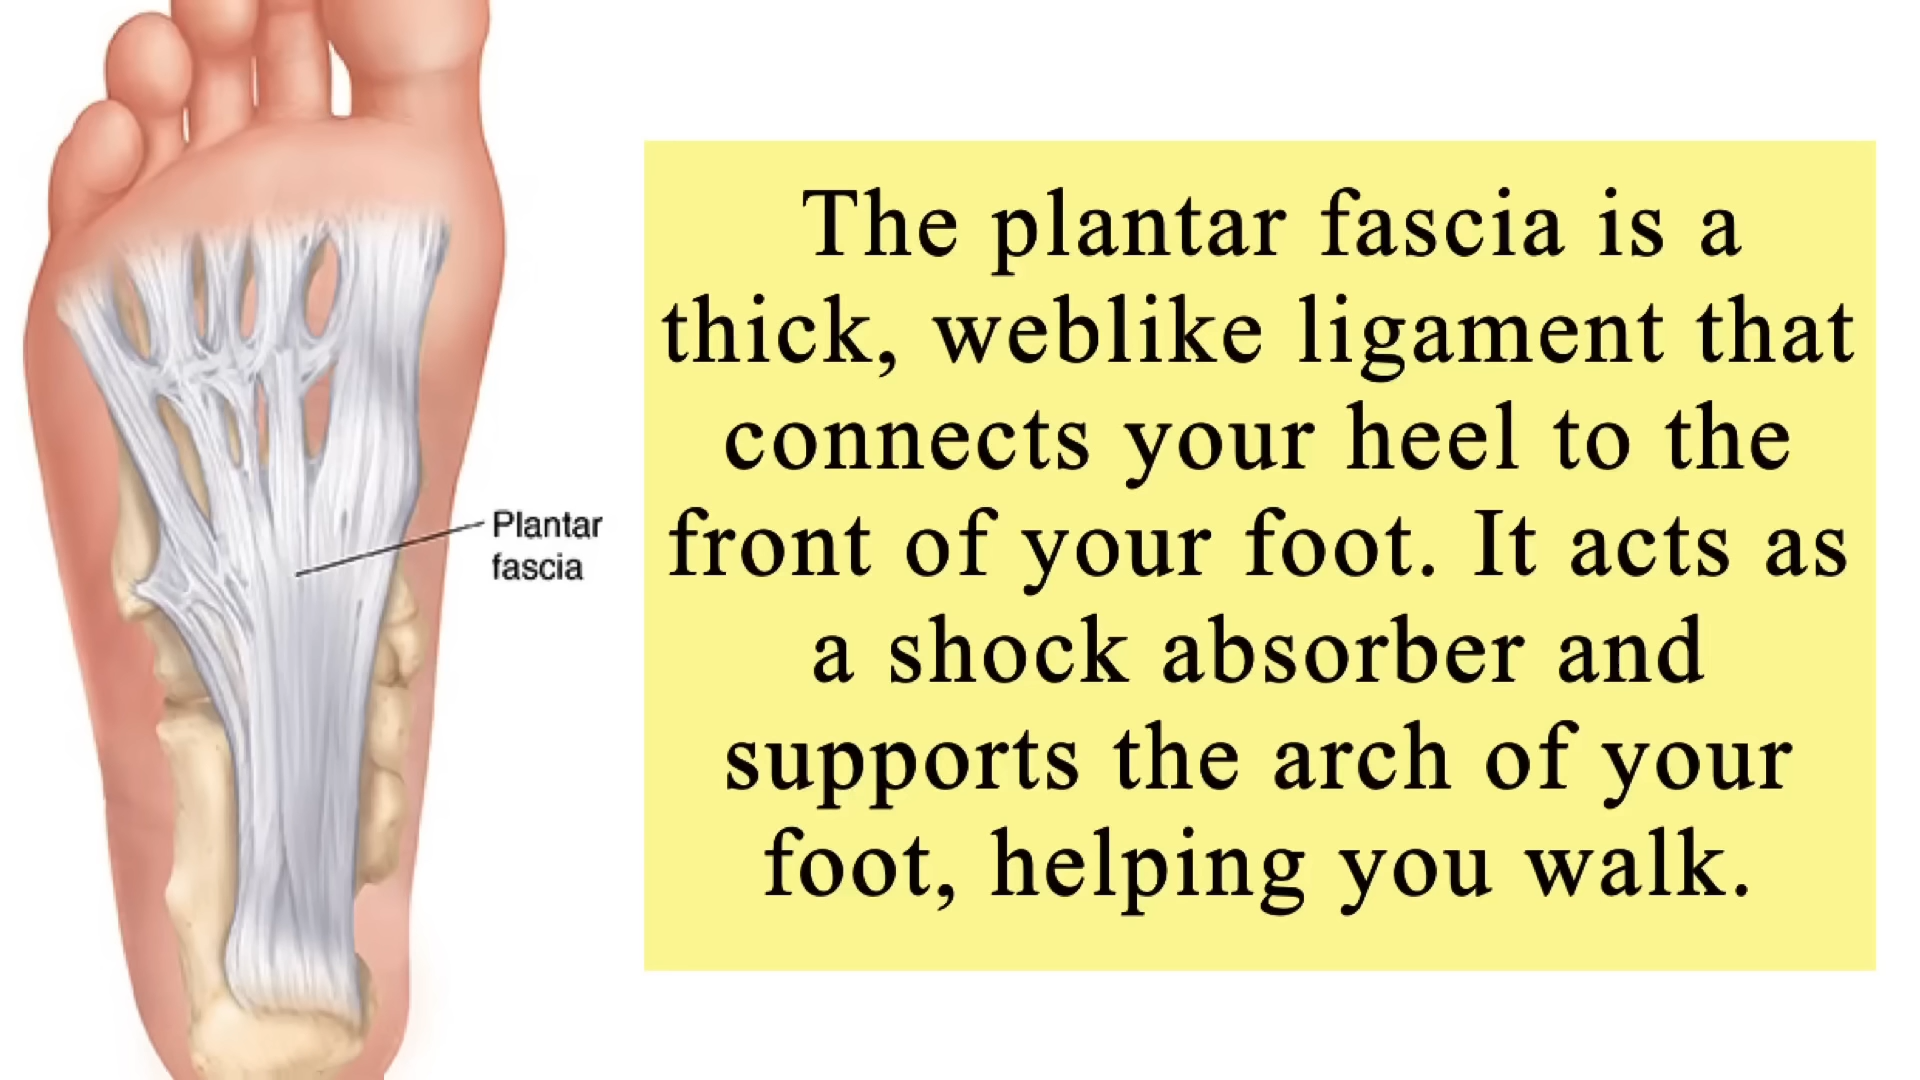 Plantar
fascia
The plantar fascia is a
thick, weblike ligament that
connects your heel to the
front of your foot. It acts as
a shock absorber and
supports the arch of your
foot, helping you walk.